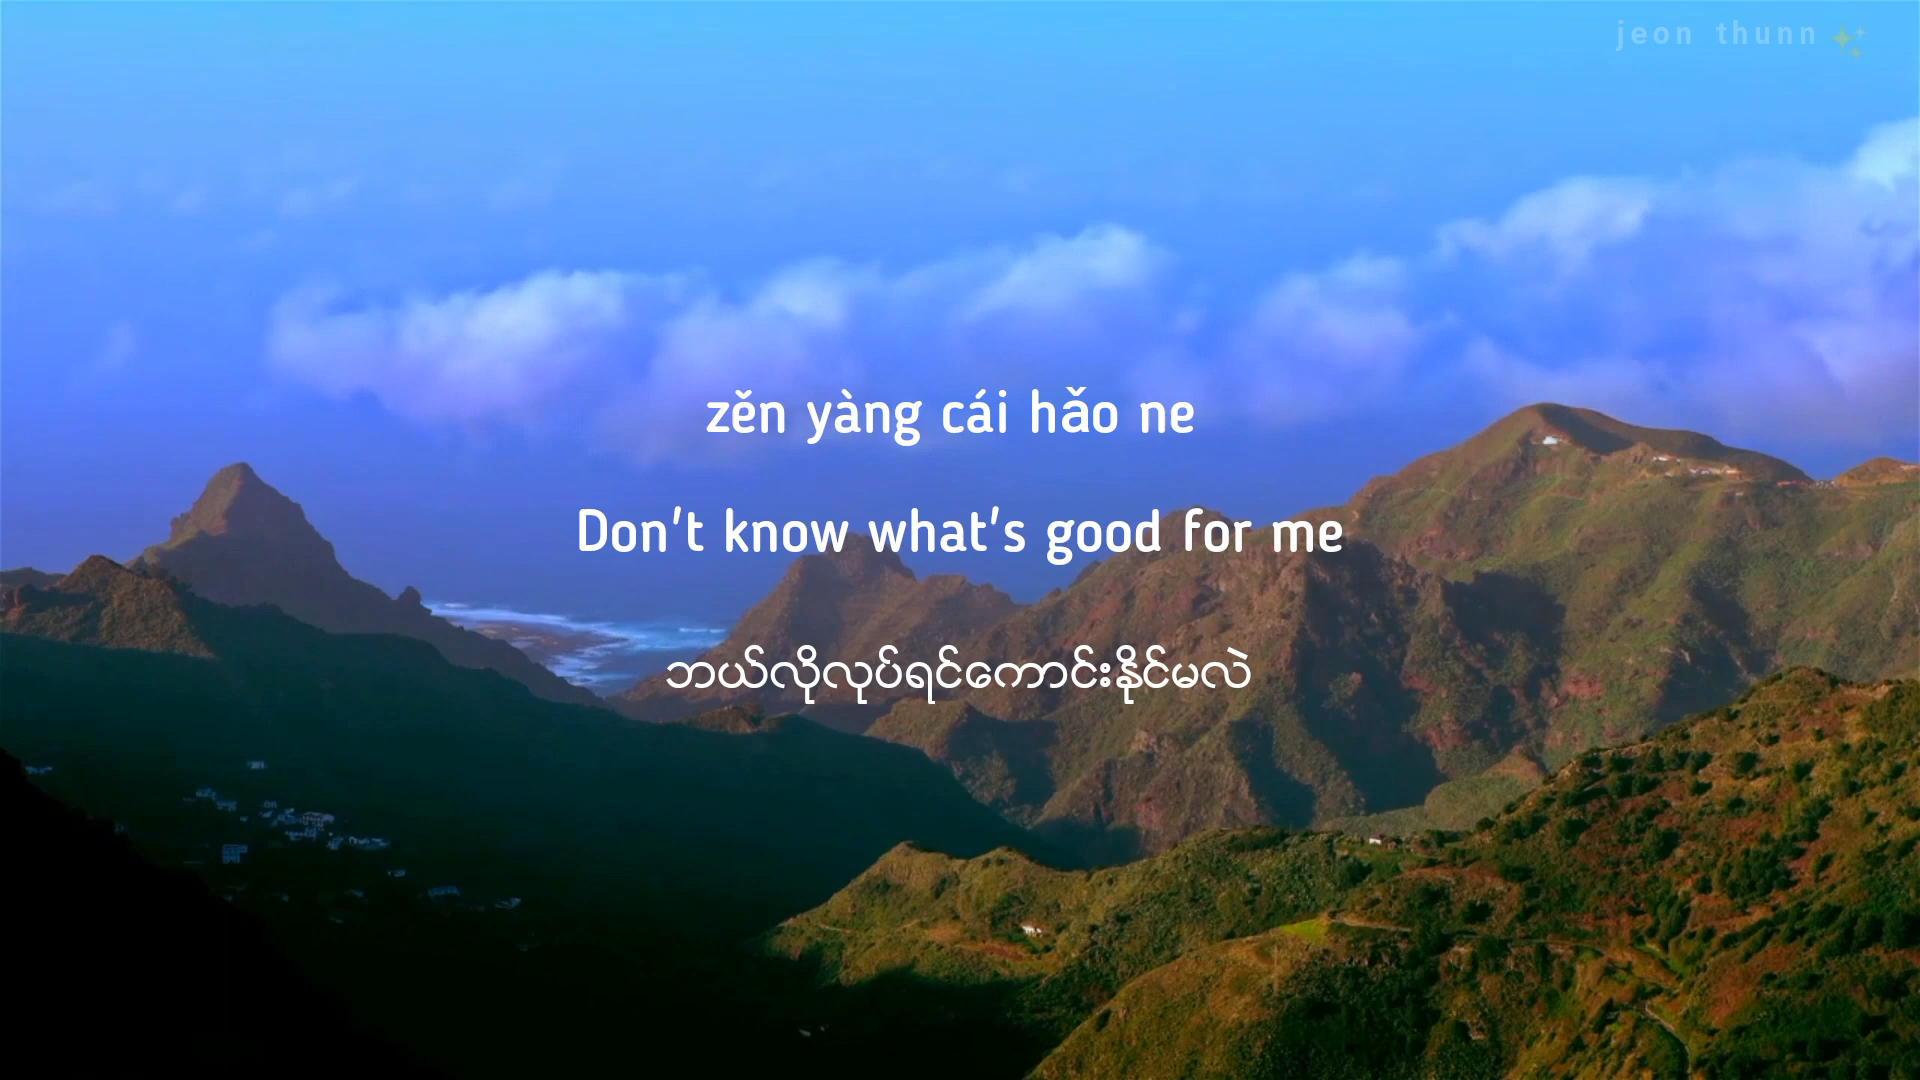 jeon thunn
zěn yàng cái hǎo ne
Don't know what's good for me
ဘယ်လိုလုပ်ရင်ကောင်းနိုင်မလဲ